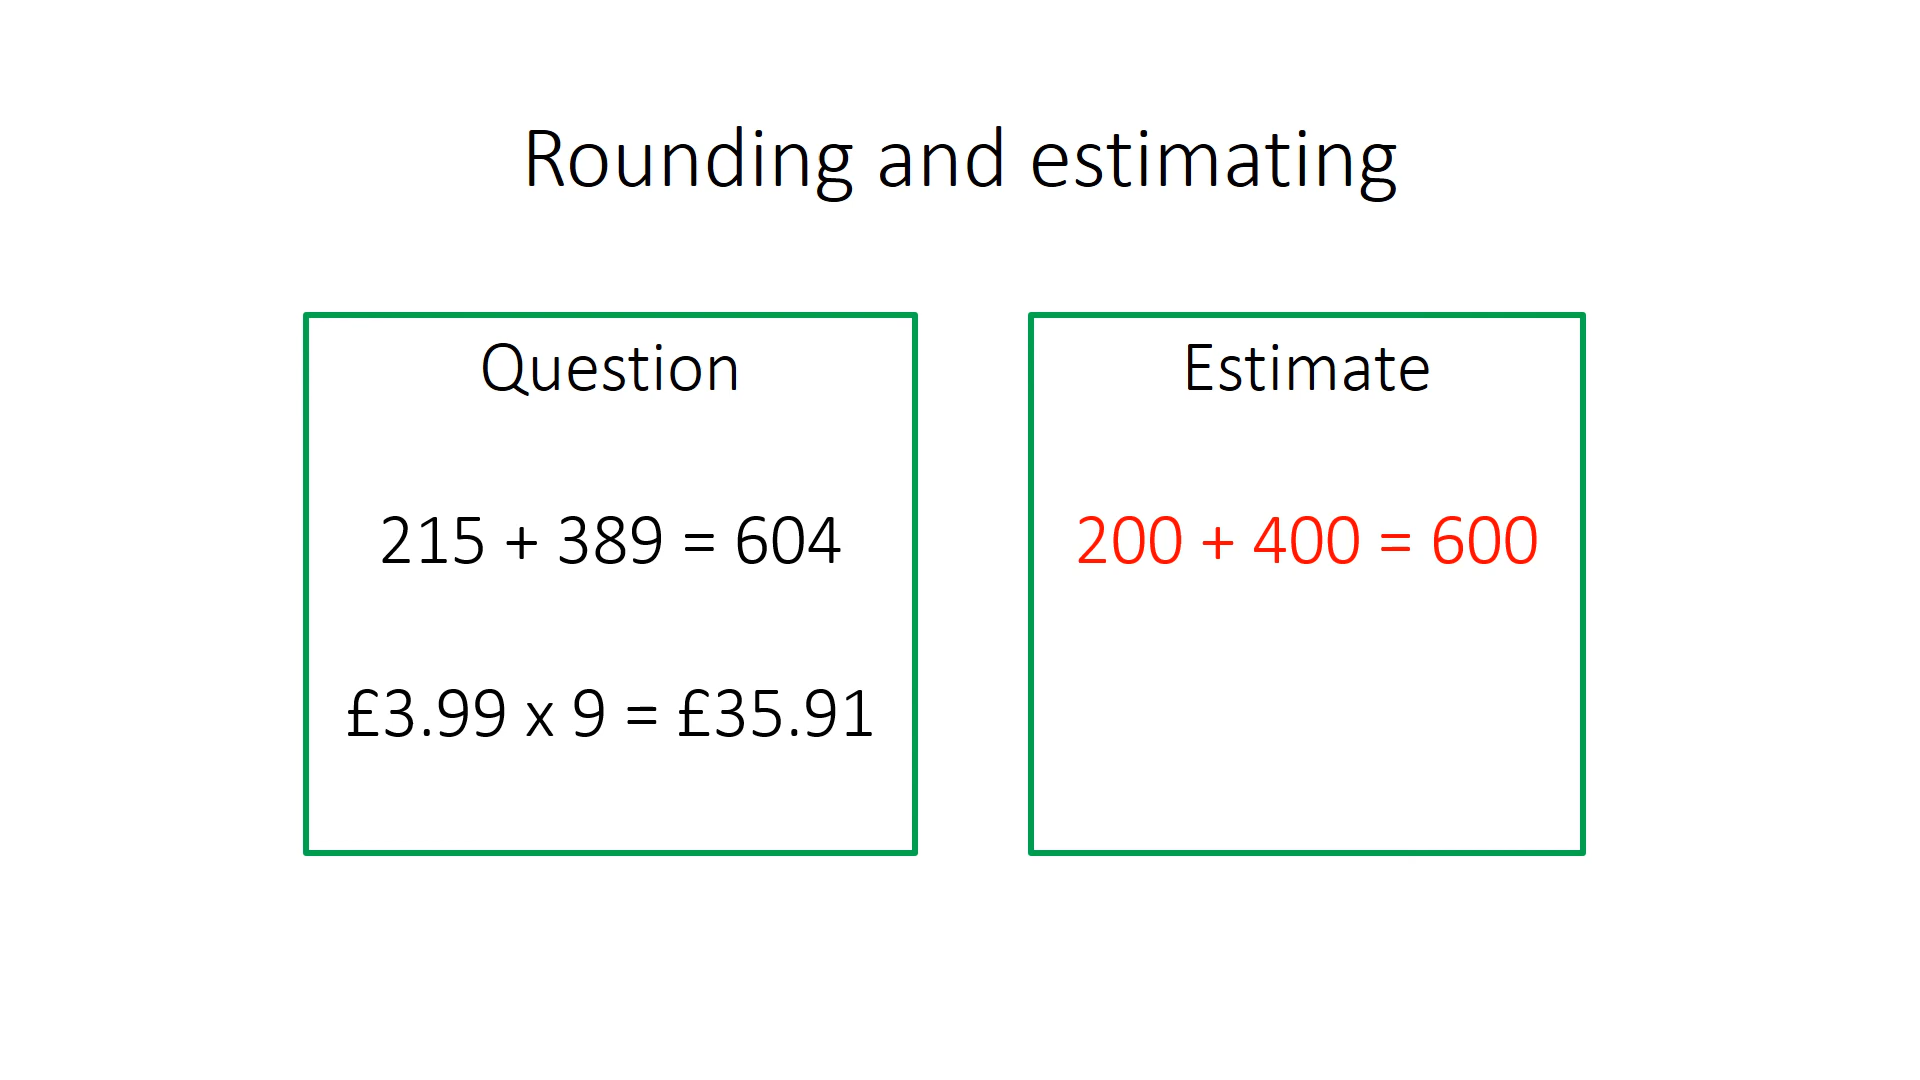 Rounding and estimating
Question
215 + 389 = 604
£3.99 x 9 = £35.91
Estimate
200 + 400 = 600